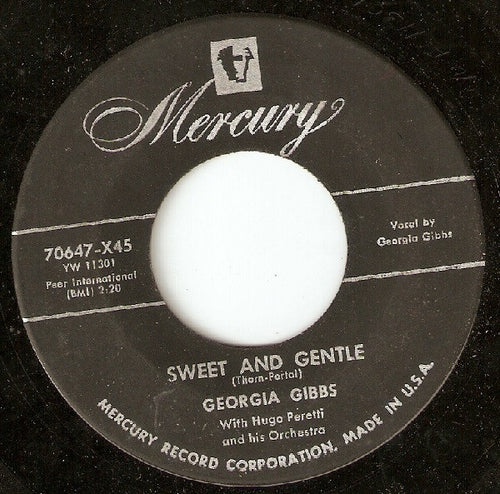 Mercury
70647-X45
YW 11301
Peer International
(BMI) 2:20
Vocal by
Georgia Gibbs
SWEET AND GENTLE
(Thorn-Portal)
GEORGIA GIBBS
With Hugo Peretti
and his Orchestra
MERCURY RECORD CORPORATION. MADE IN U.S.A.